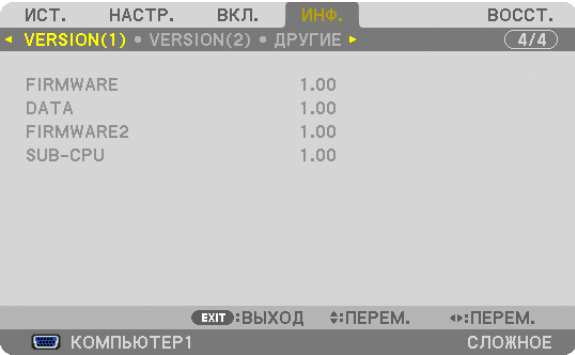 ИСТ. НАСТР. ВКЛ. ИНФ. ВОССТ.
VERSION(1) • VERSION(2) • ДРУГИЕ 4/4
FIRMWARE 1.00
DATA 1.00
FIRMWARE2 1.00
SUB-CPU 1.00
EXIT :ВЫХОД :ПЕРЕМ. :ПЕРЕМ.
КОМПЬЮТЕР1 СЛОЖНОЕ